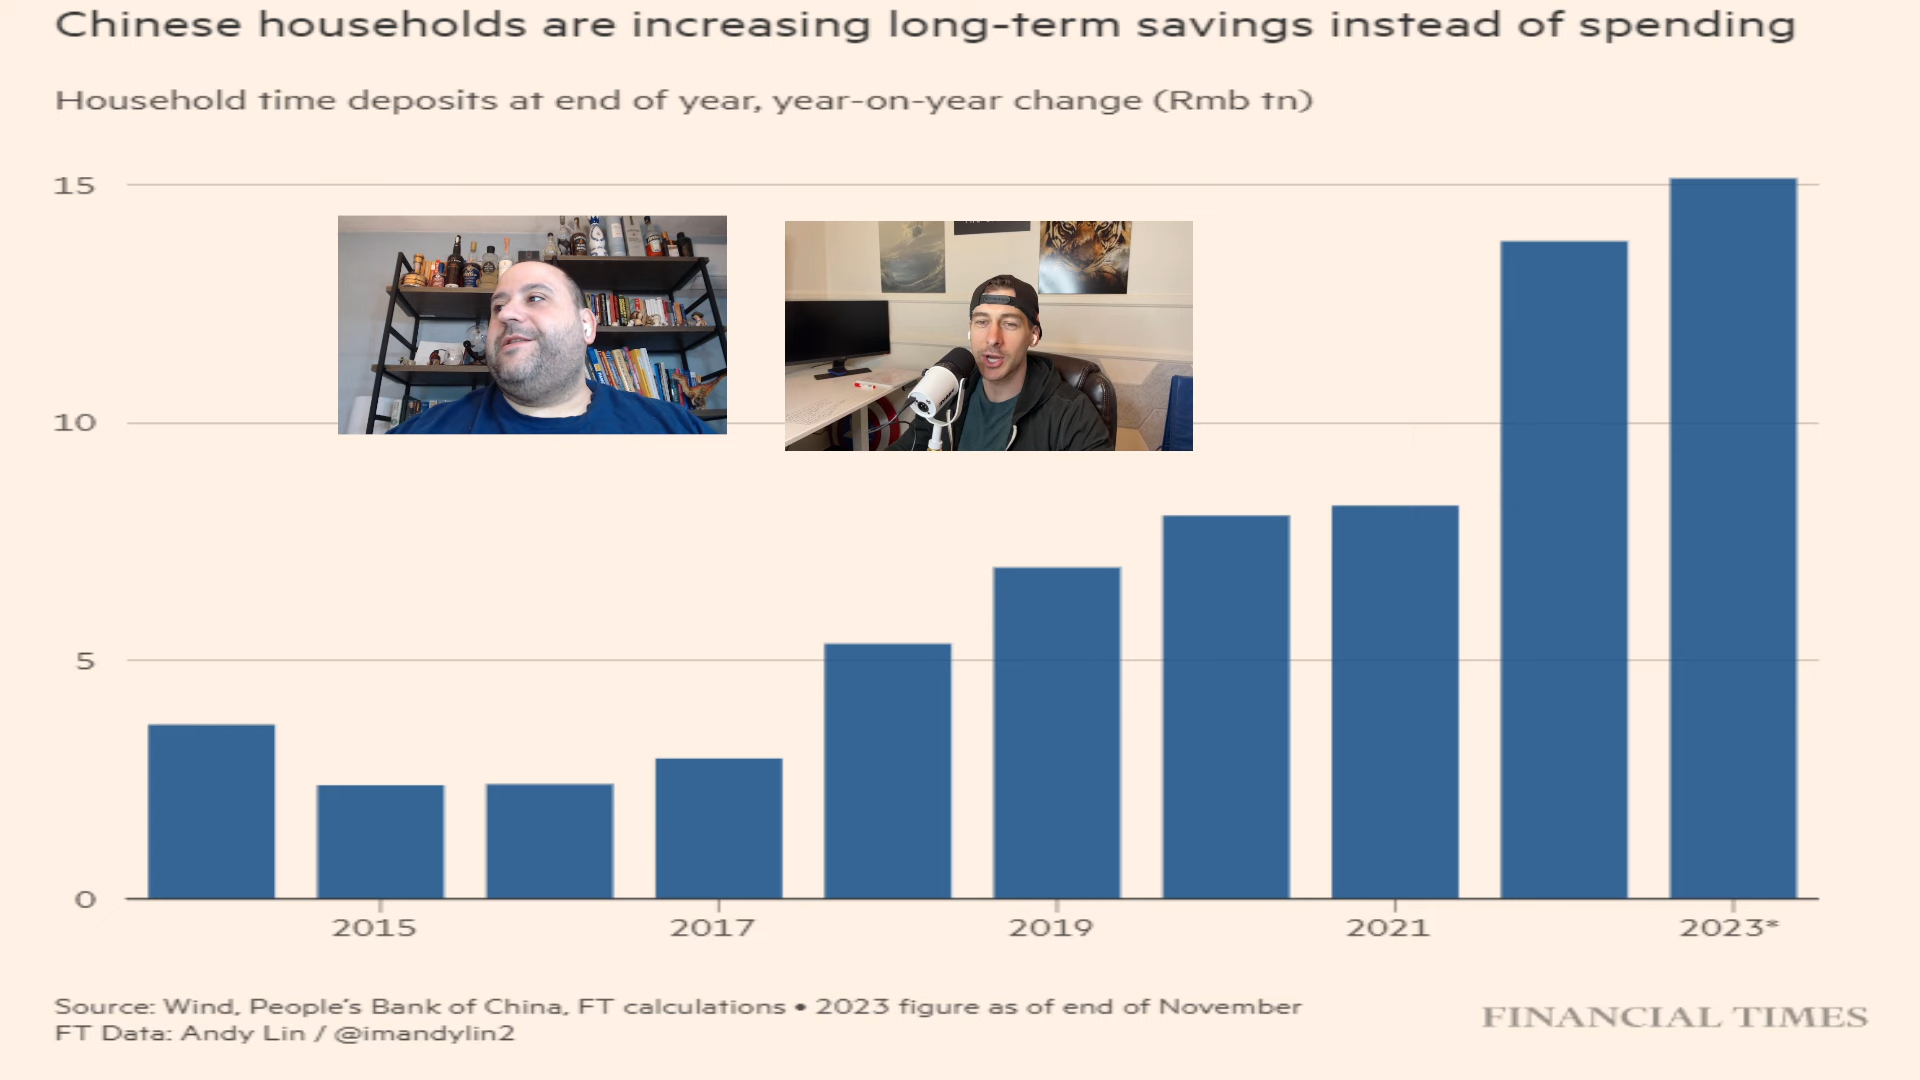 Chinese households are increasing long-term savings instead of spending
Household time deposits at end of year, year-on-year change (Rmb tn)
15
10
5
0
2015 2017 2019 2021 2023*
Source: Wind, People's Bank of China, FT calculations • 2023 figure as of end of November
FT Data: Andy Lin / @imandylin2
FINANCIAL TIMES